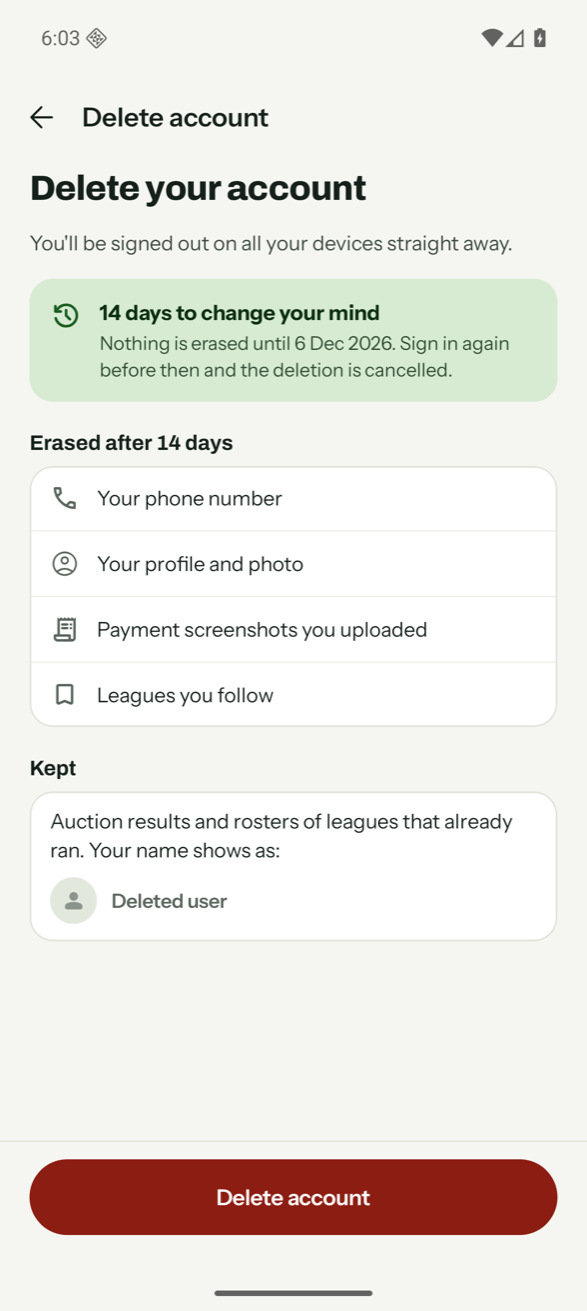 6:03
Delete account
Delete your account
You'll be signed out on all your devices straight away.
14 days to change your mind
Nothing is erased until 6 Dec 2026. Sign in again
before then and the deletion is cancelled.
Erased after 14 days
Your phone number
Your profile and photo
Payment screenshots you uploaded
Leagues you follow
Kept
Auction results and rosters of leagues that already
ran. Your name shows as:
Deleted user
Delete account